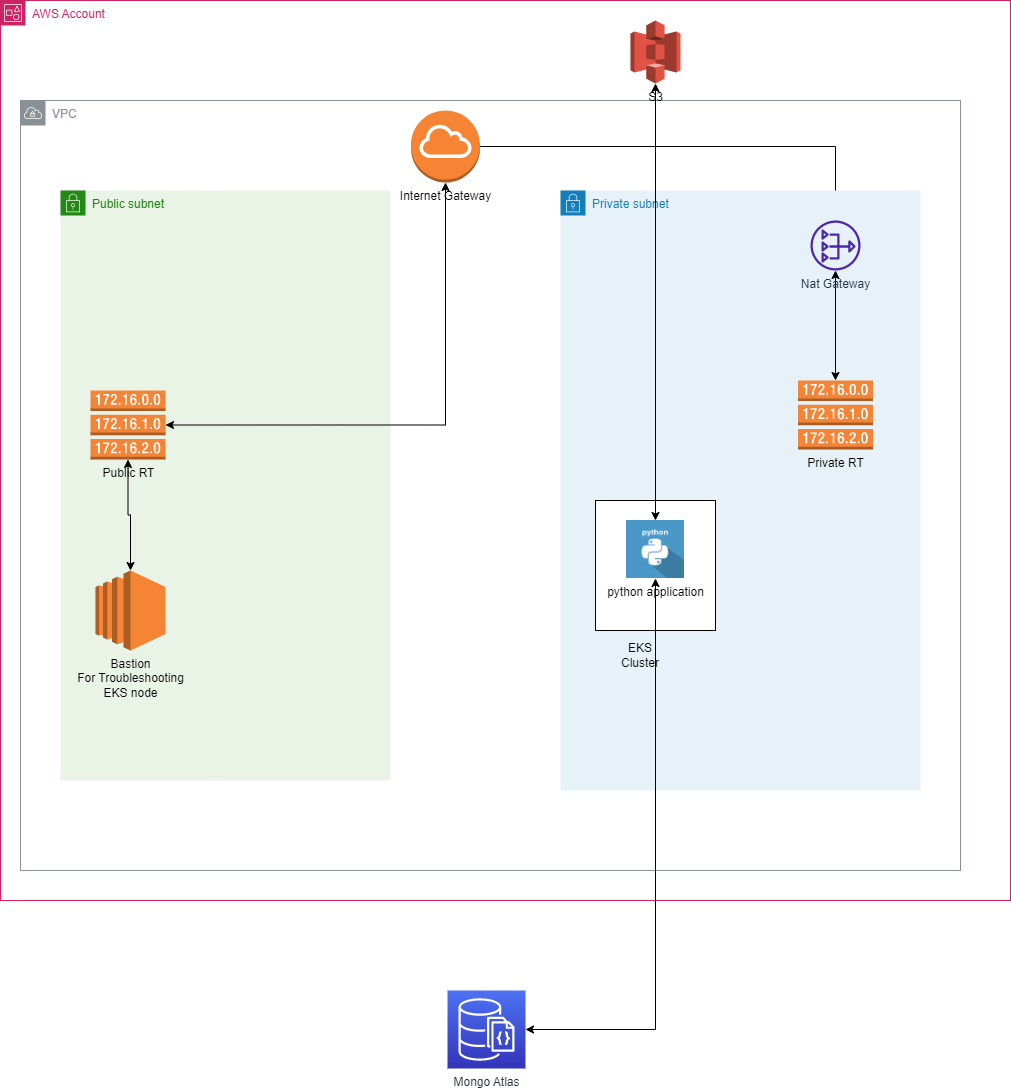 AWS Account
S3
VPC
Internet Gateway
Public subnet
Private subnet
Nat Gateway
172.16.0.0
172.16.1.0
172.16.2.0
Public RT
172.16.0.0
172.16.1.0
172.16.2.0
Private RT
python
python application
EKS
Cluster
Bastion
For Troubleshooting
EKS node
{}
Mongo Atlas